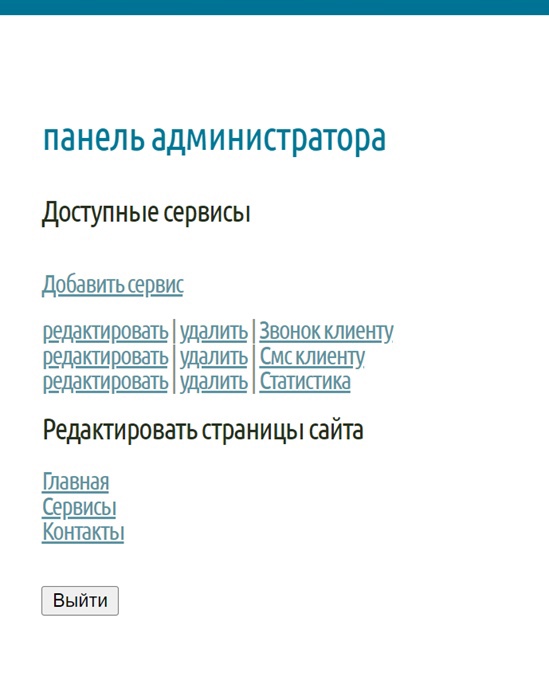 панель администратора
Доступные сервисы
Добавить сервис
редактировать | удалить | Звонок клиенту
редактировать | удалить | Смс клиенту
редактировать | удалить | Статистика
Редактировать страницы сайта
Главная
Сервисы
Контакты
Выйти